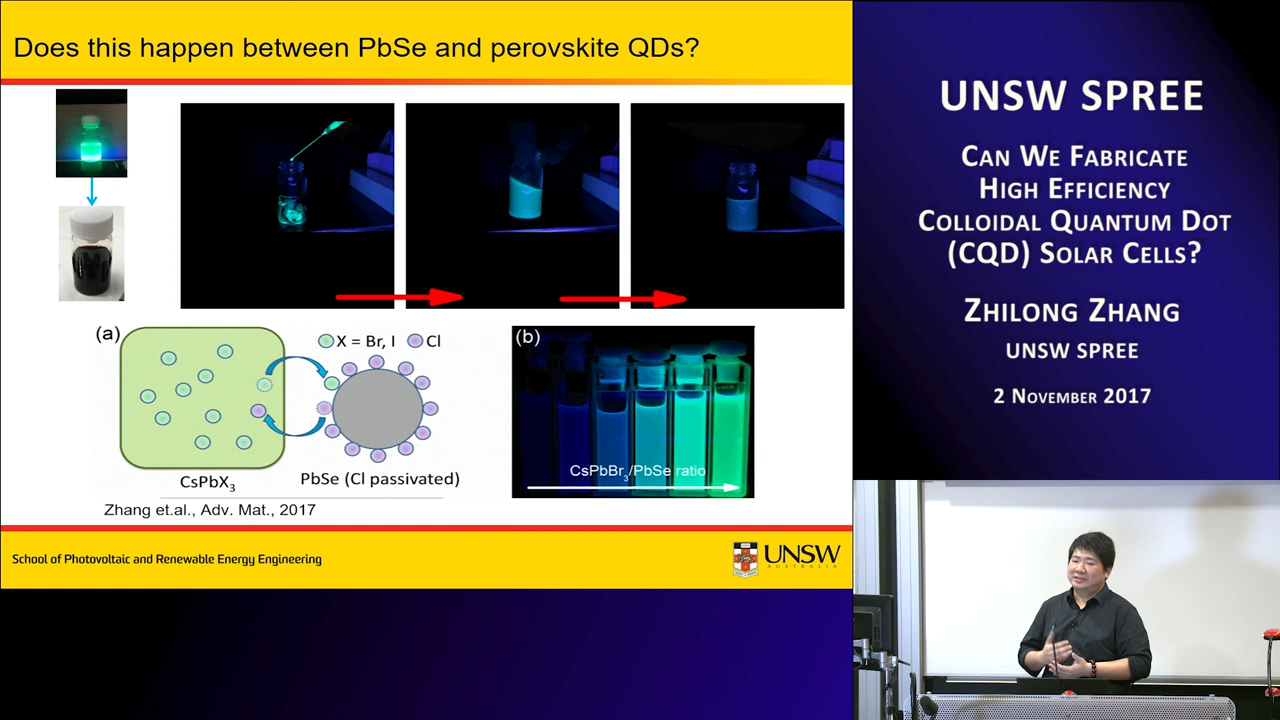 Does this happen between PbSe and perovskite QDs?
(a)
X = Br, I
Cl
CsPbX3
PbSe (Cl passivated)
(b)
CsPbBr3/PbSe ratio
Zhang et.al., Adv. Mat., 2017
School of Photovoltaic and Renewable Energy Engineering
UNSW
AUSTRALIA
UNSW SPREE
Can We Fabricate
High Efficiency
Colloidal Quantum Dot
(CQD) Solar Cells?
Zhilong Zhang
UNSW SPREE
2 November 2017